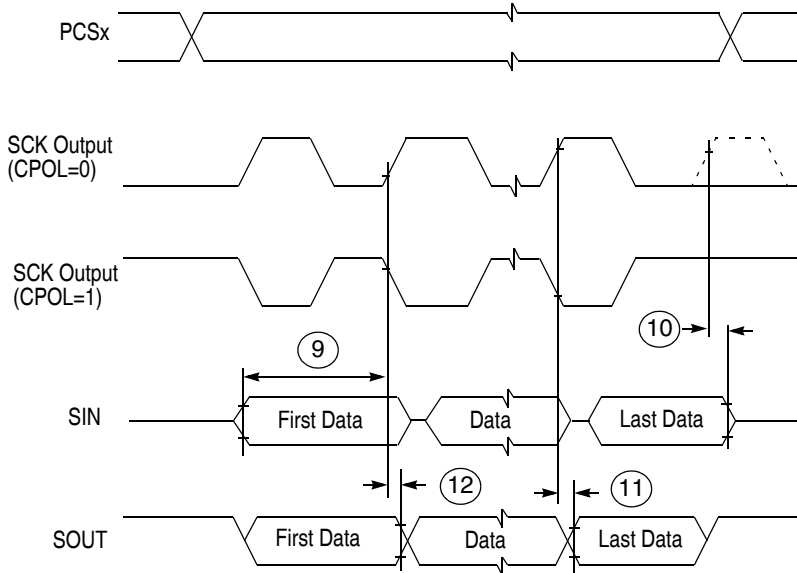 PCSx
SCK Output
(CPOL=0)
SCK Output
(CPOL=1)
10
9
SIN
First Data
Data
Last Data
12
11
SOUT
First Data
Data
Last Data